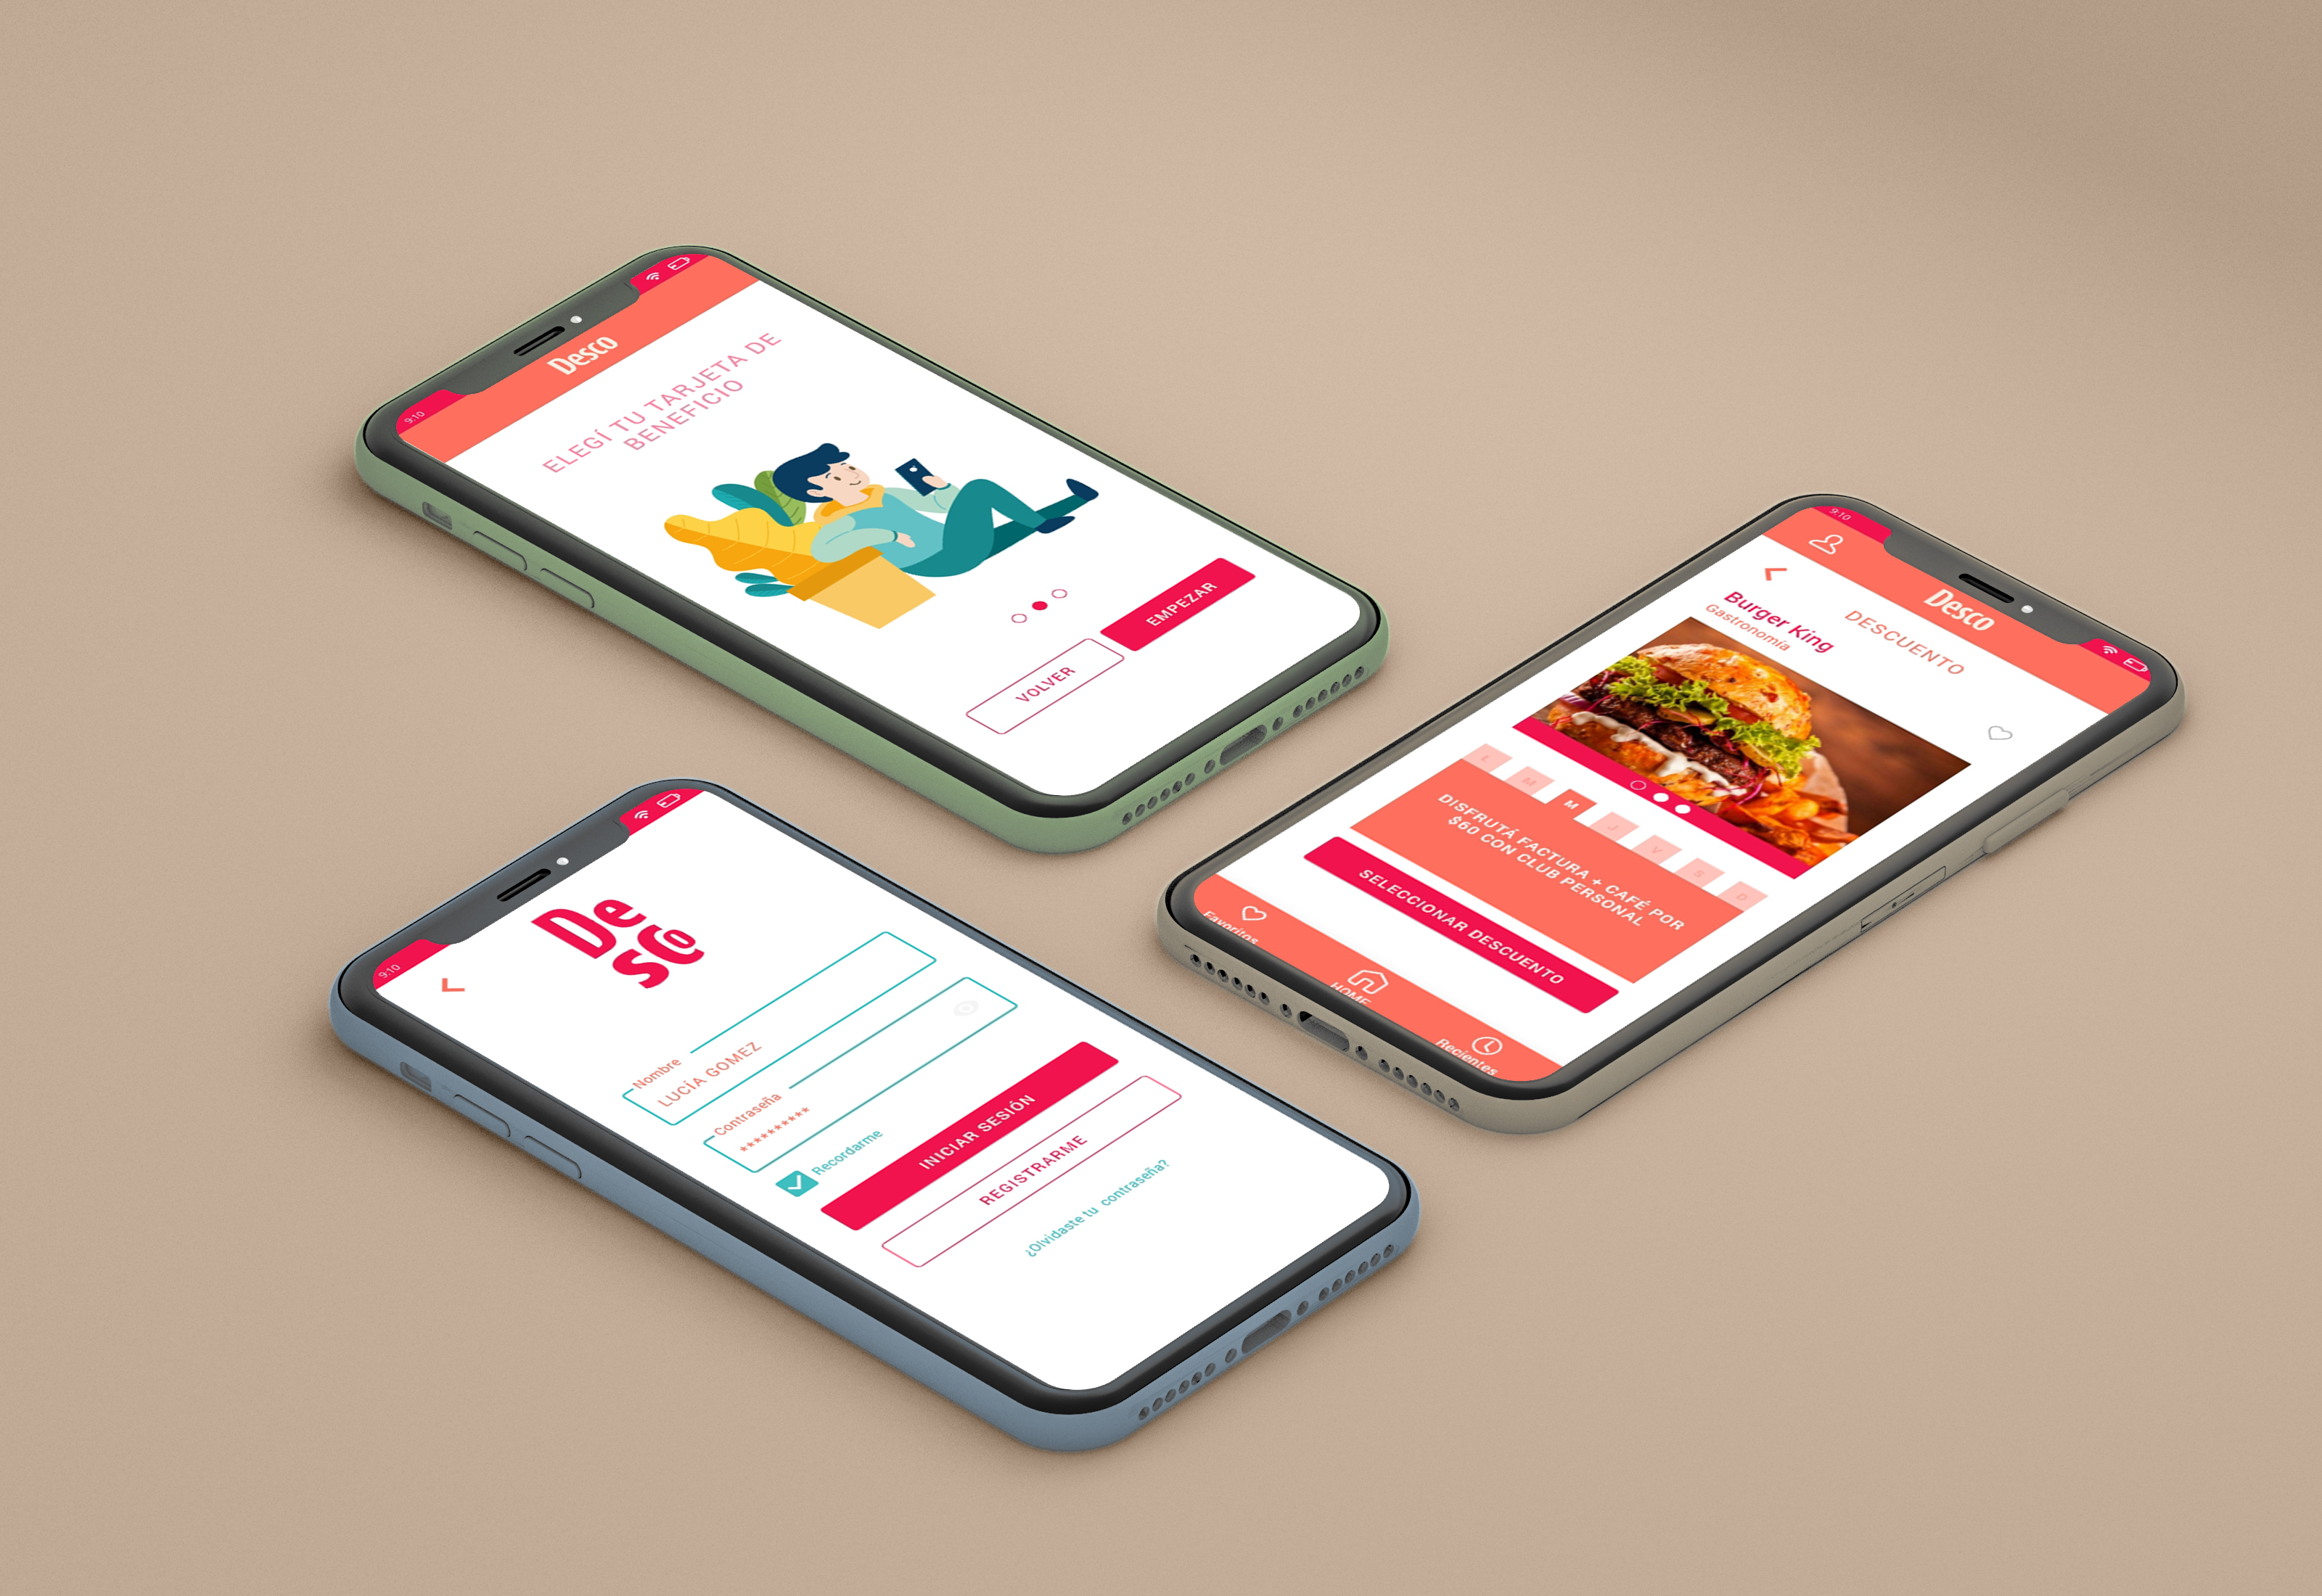 9:10
Desco
ELEGÍ TU TARJETA DE
BENEFICIO
VOLVER
EMPEZAR
9:10
Desco
DESCUENTO
Burger King
Gastronomía
L M M J V S D
DISFRUTÁ FACTURA + CAFÉ POR
$60 CON CLUB PERSONAL
SELECCIONAR DESCUENTO
Favoritos
HOME
Recientes
9:10
De
sco
Nombre
LUCÍA GOMEZ
Contraseña
**********
Recordarme
INICIAR SESIÓN
REGISTRARME
¿Olvidaste tu contraseña?